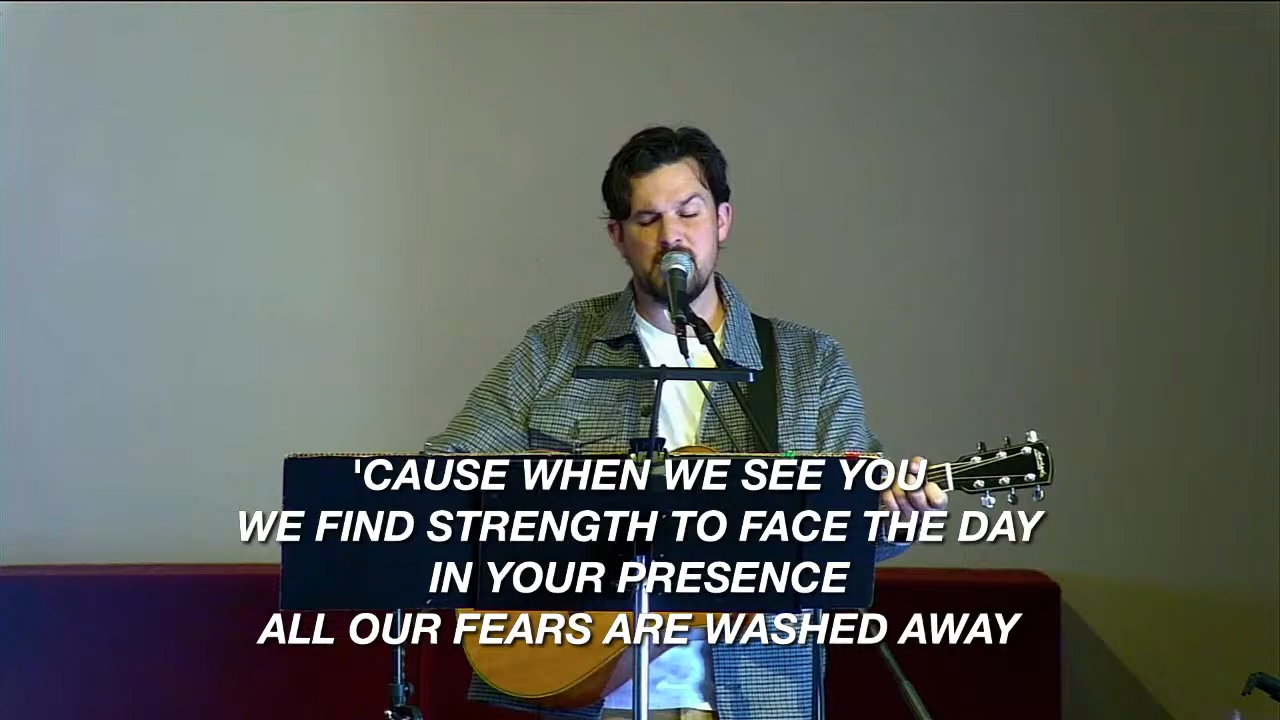 'CAUSE WHEN WE SEE YOU
WE FIND STRENGTH TO FACE THE DAY
IN YOUR PRESENCE
ALL OUR FEARS ARE WASHED AWAY